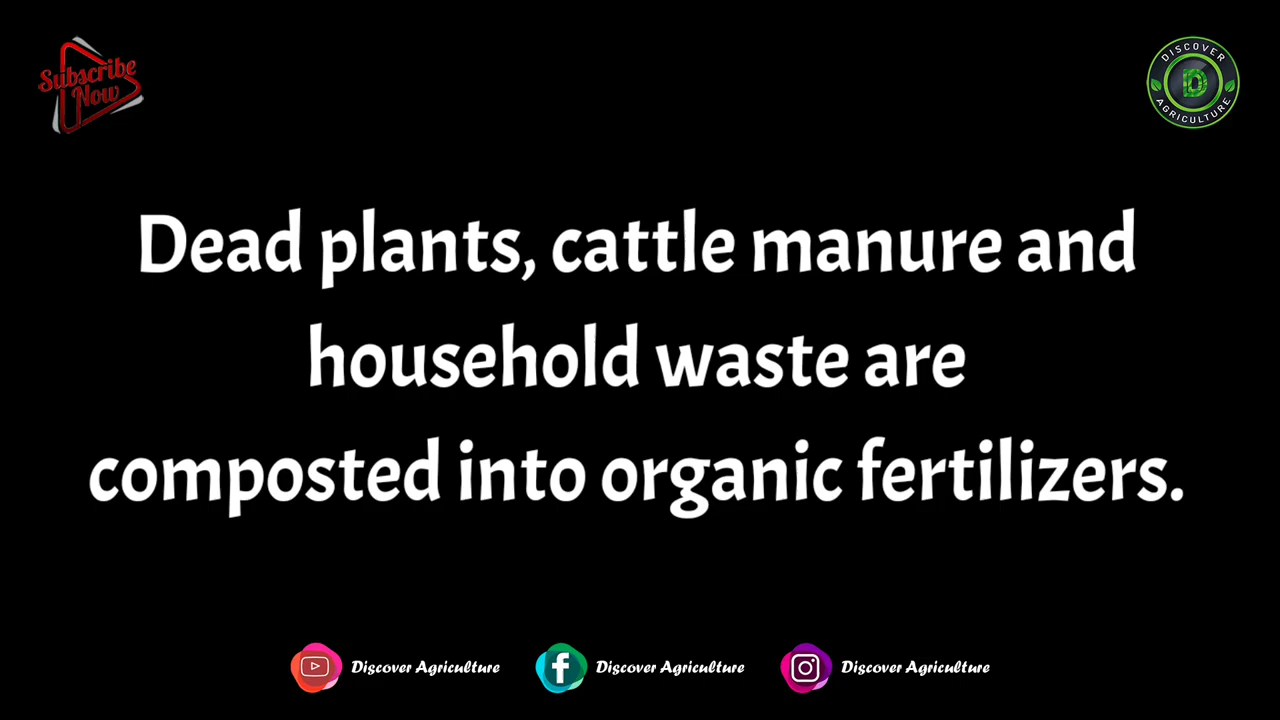 Subscribe
Now
DISCOVER
D
AGRICULTURE
Dead plants, cattle manure and
household waste are
composted into organic fertilizers.
Discover Agriculture
Discover Agriculture
Discover Agriculture